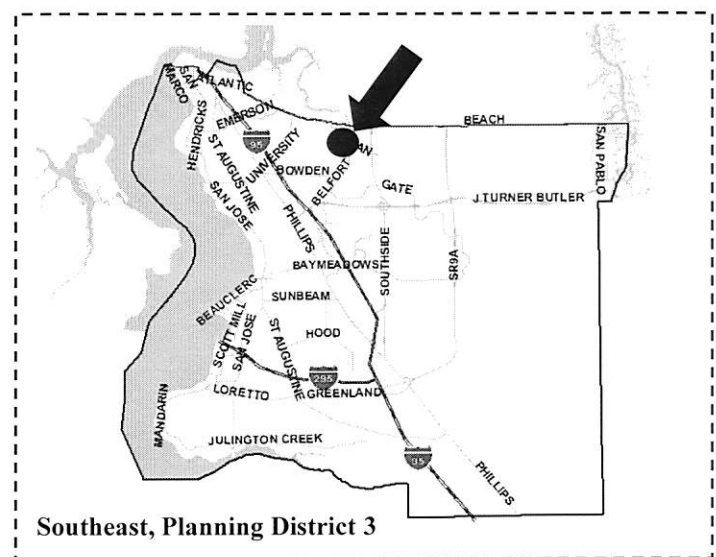 ATLANTIC
SAN
MARCO
EMERSON
BEACH
HENDRICKS
95
UNIVERSITY
AN
SAN PABLO
ST AUGUSTINE
BOWDEN
BELFORT
GATE
SAN JOSE
J TURNER BUTLER
PHILLIPS
SOUTHSIDE
SR9A
BAYMEADOWS
BEAUCLERC
SUNBEAM
SCOTT MILL
SAN JOSE
HOOD
ST AUGUSTINE
295
LORETTO
GREENLAND
MANDARIN
JULINGTON CREEK
95
PHILLIPS
Southeast, Planning District 3